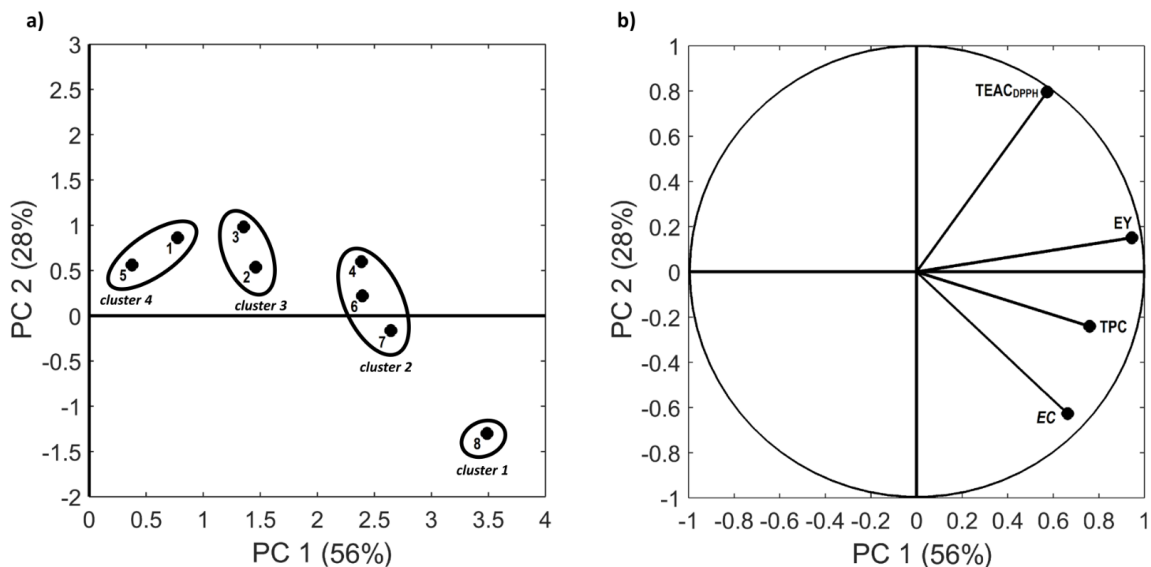 a)
3
2.5
2
1.5
1
0.5
0
-0.5
-1
-1.5
-2
PC 2 (28%)
0 0.5 1 1.5 2 2.5 3 3.5 4
PC 1 (56%)
5
1
cluster 4
3
2
cluster 3
4
6
7
cluster 2
8
cluster 1
b)
1
0.8
0.6
0.4
0.2
0
-0.2
-0.4
-0.6
-0.8
-1
PC 2 (28%)
-1 -0.8 -0.6 -0.4 -0.2 0 0.2 0.4 0.6 0.8 1
PC 1 (56%)
TEACDPPH
EY
TPC
EC